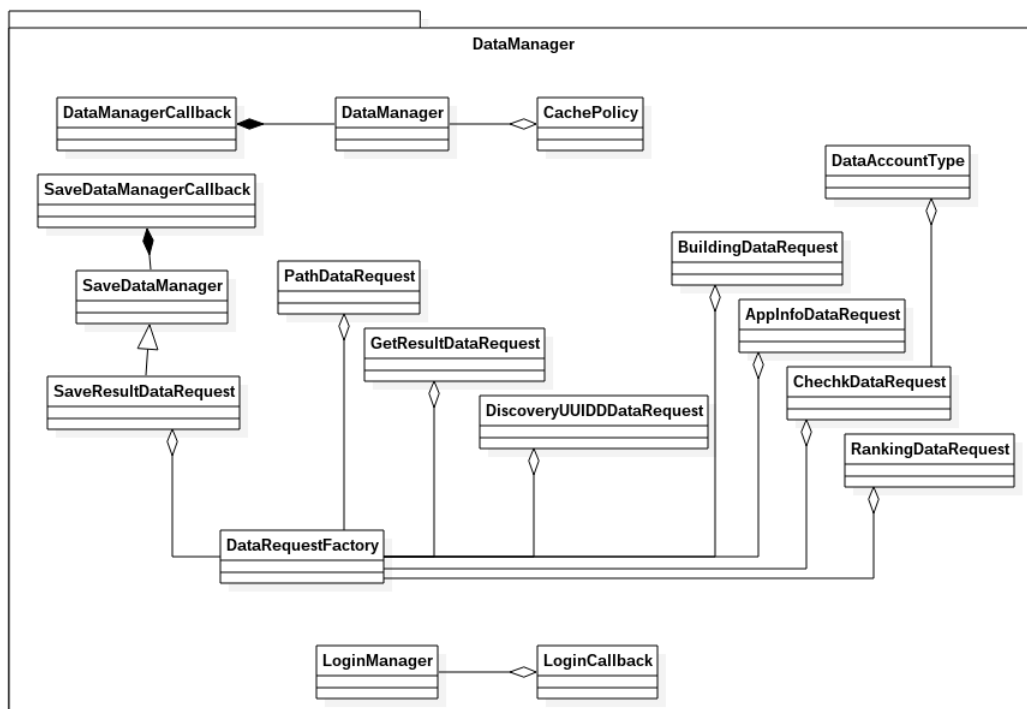 DataManager
DataManagerCallback
DataManager
CachePolicy
DataAccountType
SaveDataManagerCallback
BuildingDataRequest
PathDataRequest
SaveDataManager
AppInfoDataRequest
GetResultDataRequest
ChechkDataRequest
SaveResultDataRequest
DiscoveryUUIDDDataRequest
RankingDataRequest
DataRequestFactory
LoginManager
LoginCallback